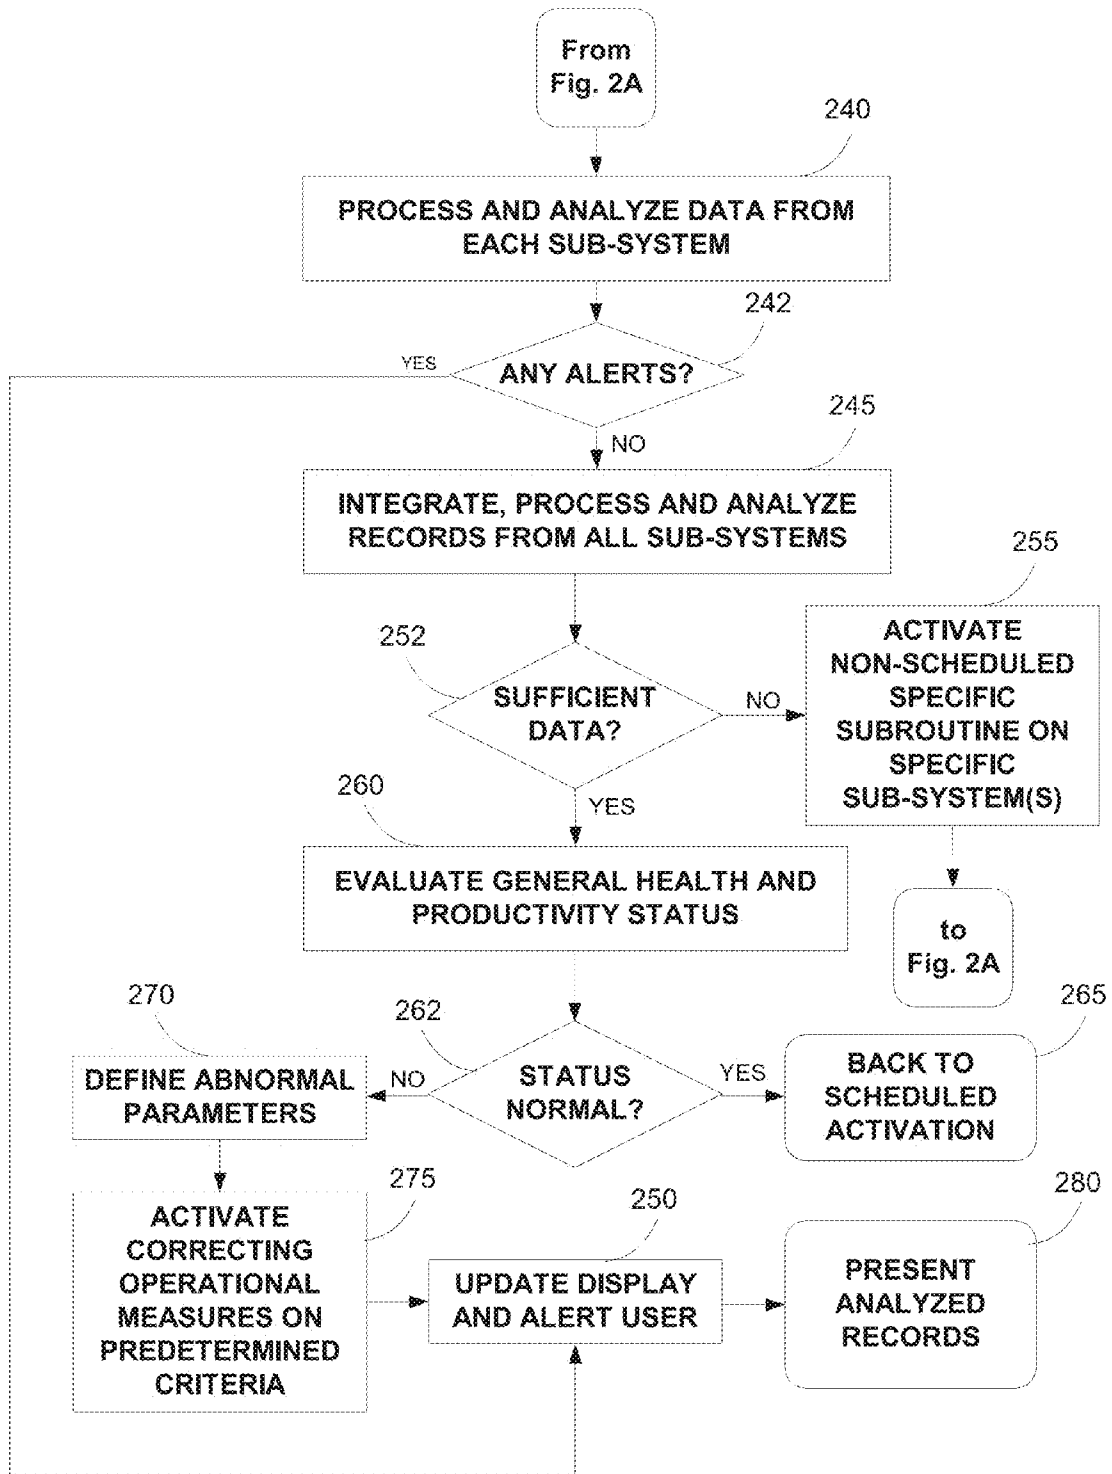 From
Fig. 2A
240
PROCESS AND ANALYZE DATA FROM
EACH SUB-SYSTEM
242
YES
ANY ALERTS?
245
NO
INTEGRATE, PROCESS AND ANALYZE
RECORDS FROM ALL SUB-SYSTEMS
255
252
ACTIVATE
NON-SCHEDULED
SPECIFIC
SUBROUTINE ON
SPECIFIC
SUB-SYSTEM(S)
SUFFICIENT
DATA?
NO
260
YES
EVALUATE GENERAL HEALTH AND
PRODUCTIVITY STATUS
to
Fig. 2A
270
262
265
DEFINE ABNORMAL
PARAMETERS
NO
STATUS
NORMAL?
YES
BACK TO
SCHEDULED
ACTIVATION
275
250
280
ACTIVATE
CORRECTING
OPERATIONAL
MEASURES ON
PREDETERMINED
CRITERIA
UPDATE DISPLAY
AND ALERT USER
PRESENT
ANALYZED
RECORDS